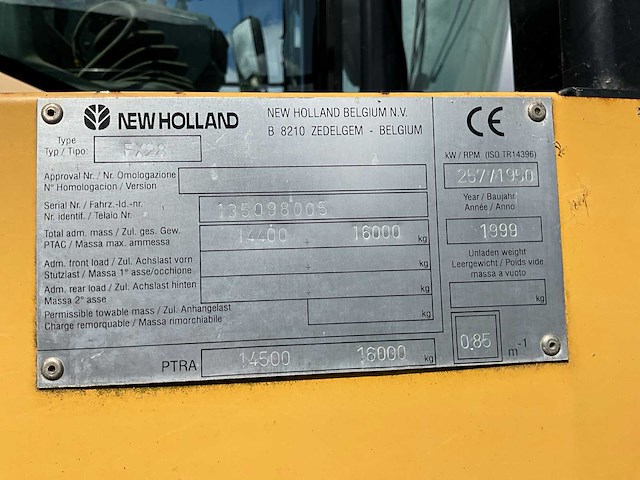 NEW HOLLAND
NEW HOLLAND BELGIUM N.V.
B 8210 ZEDELGEM - BELGIUM
CE
Type
Typ / Tipo:
FX28
Approval Nr. / Nr. Omologazione
N° Homologacion / Version
kW / RPM (ISO TR14396)
257/1950
Serial Nr. / Fahrz.-Id.-nr.
Nr. identif. / Telaio Nr.
135098005
Year / Baujahr
Année / Anno
1999
Total adm. mass / Zul. ges. Gew.
PTAC / Massa max. ammessa
14400 - 16000 kg
Adm. front load / Zul. Achslast vorn
Stutzlast / Massa 1° asse/occhione
- kg
Unladen weight
Leergewicht / Poids vide
massa a vuoto
kg
Adm. rear load / Zul. Achslast hinten
Massa 2° asse
- kg
Permissible towable mass / Zul. Anhangelast
Charge remorquable / Massa rimorchiabile
kg
PTRA 14500 16000 kg
0.85 m-1